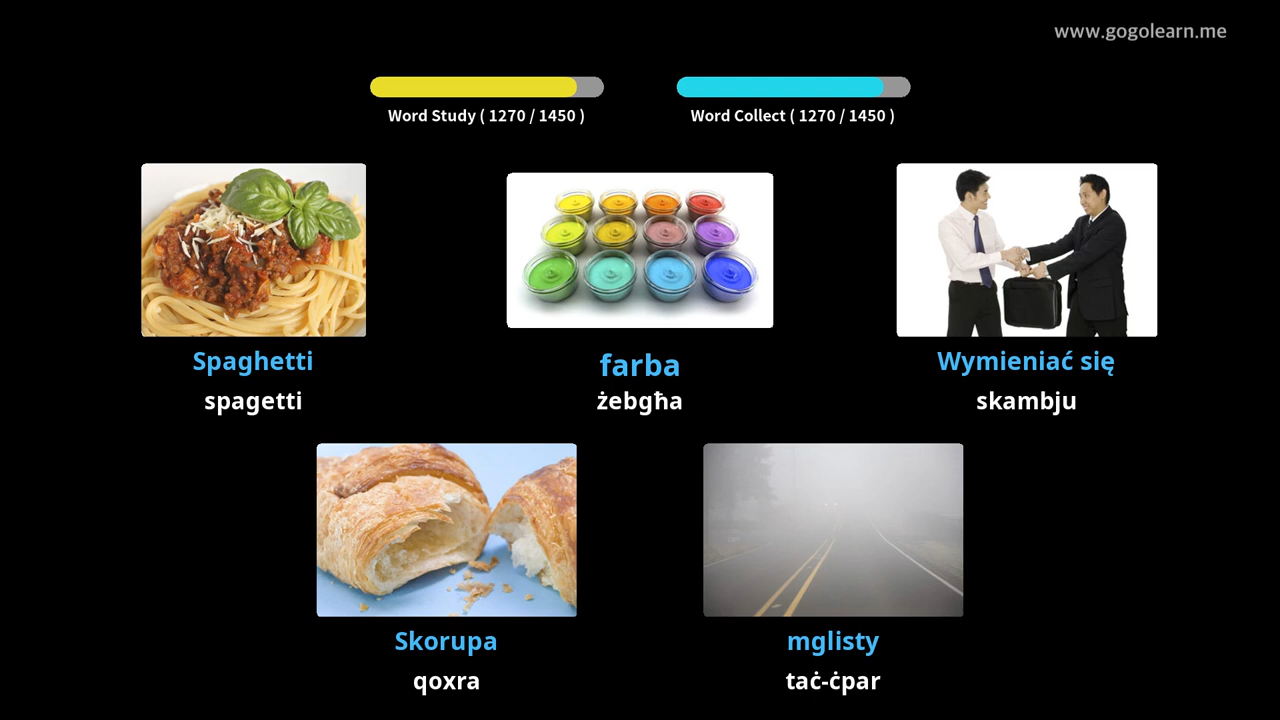 www.gogolearn.me
Word Study ( 1270 / 1450 )
Word Collect ( 1270 / 1450 )
Spaghetti
spagetti
farba
żebgħa
Wymieniać się
skambju
Skorupa
qoxra
mglisty
taċ-ċpar